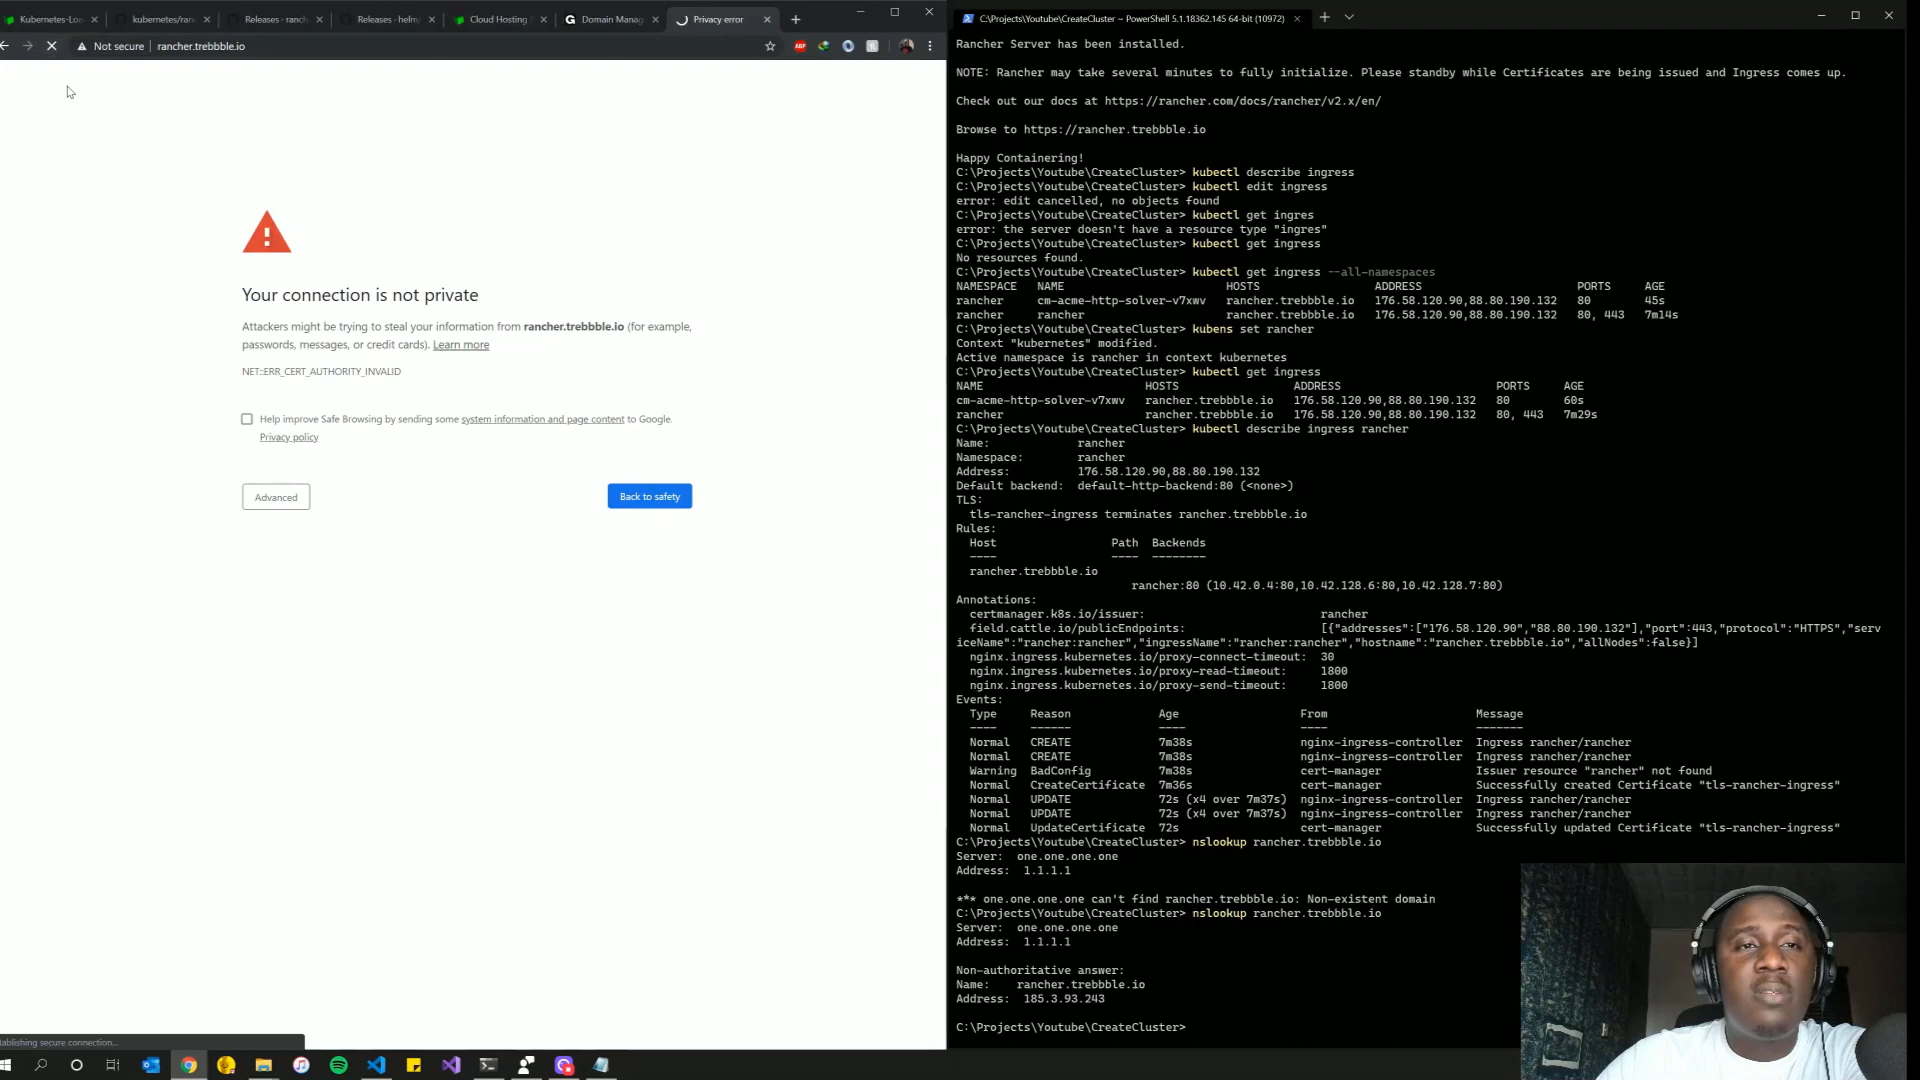 Kubernetes-Loa
kubernetes/ran
Releases · ranch
Releases · helm/
Cloud Hosting
Domain Manag
Privacy error
Not secure | rancher.trebbble.io
Your connection is not private
Attackers might be trying to steal your information from rancher.trebbble.io (for example,
passwords, messages, or credit cards). Learn more
NET::ERR_CERT_AUTHORITY_INVALID
Help improve Safe Browsing by sending some system information and page content to Google.
Privacy policy
Advanced
Back to safety
tablishing secure connection...
C:\Projects\Youtube\CreateCluster ~ PowerShell 5.1.18362.145 64-bit (10972)
Rancher Server has been installed.
NOTE: Rancher may take several minutes to fully initialize. Please standby while Certificates are being issued and Ingress comes up.
Check out our docs at https://rancher.com/docs/rancher/v2.x/en/
Browse to https://rancher.trebbble.io
Happy Containering!
C:\Projects\Youtube\CreateCluster> kubectl describe ingress
C:\Projects\Youtube\CreateCluster> kubectl edit ingress
error: edit cancelled, no objects found
C:\Projects\Youtube\CreateCluster> kubectl get ingres
error: the server doesn't have a resource type "ingres"
C:\Projects\Youtube\CreateCluster> kubectl get ingress
No resources found.
C:\Projects\Youtube\CreateCluster> kubectl get ingress --all-namespaces
NAMESPACE NAME HOSTS ADDRESS PORTS AGE
rancher cm-acme-http-solver-v7xwv rancher.trebbble.io 176.58.120.90,88.80.190.132 80 45s
rancher rancher rancher.trebbble.io 176.58.120.90,88.80.190.132 80, 443 7m14s
C:\Projects\Youtube\CreateCluster> kubens set rancher
Context "kubernetes" modified.
Active namespace is rancher in context kubernetes
C:\Projects\Youtube\CreateCluster> kubectl get ingress
NAME HOSTS ADDRESS PORTS AGE
cm-acme-http-solver-v7xwv rancher.trebbble.io 176.58.120.90,88.80.190.132 80 60s
rancher rancher.trebbble.io 176.58.120.90,88.80.190.132 80, 443 7m29s
C:\Projects\Youtube\CreateCluster> kubectl describe ingress rancher
Name: rancher
Namespace: rancher
Address: 176.58.120.90,88.80.190.132
Default backend: default-http-backend:80 (<none>)
TLS:
tls-rancher-ingress terminates rancher.trebbble.io
Rules:
Host Path Backends
---- ---- --------
rancher.trebbble.io
rancher:80 (10.42.0.4:80,10.42.128.6:80,10.42.128.7:80)
Annotations:
certmanager.k8s.io/issuer: rancher
field.cattle.io/publicEndpoints: [{"addresses":["176.58.120.90","88.80.190.132"],"port":443,"protocol":"HTTPS","serv
iceName":"rancher:rancher","ingressName":"rancher:rancher","hostname":"rancher.trebbble.io","allNodes":false}]
nginx.ingress.kubernetes.io/proxy-connect-timeout: 30
nginx.ingress.kubernetes.io/proxy-read-timeout: 1800
nginx.ingress.kubernetes.io/proxy-send-timeout: 1800
Events:
Type Reason Age From Message
---- ------ ---- ---- -------
Normal CREATE 7m38s nginx-ingress-controller Ingress rancher/rancher
Normal CREATE 7m38s nginx-ingress-controller Ingress rancher/rancher
Warning BadConfig 7m38s cert-manager Issuer resource "rancher" not found
Normal CreateCertificate 7m36s cert-manager Successfully created Certificate "tls-rancher-ingress"
Normal UPDATE 72s (x4 over 7m37s) nginx-ingress-controller Ingress rancher/rancher
Normal UPDATE 72s (x4 over 7m37s) nginx-ingress-controller Ingress rancher/rancher
Normal UpdateCertificate 72s cert-manager Successfully updated Certificate "tls-rancher-ingress"
C:\Projects\Youtube\CreateCluster> nslookup rancher.trebbble.io
Server: one.one.one.one
Address: 1.1.1.1
*** one.one.one.one can't find rancher.trebbble.io: Non-existent domain
C:\Projects\Youtube\CreateCluster> nslookup rancher.trebbble.io
Server: one.one.one.one
Address: 1.1.1.1
Non-authoritative answer:
Name: rancher.trebbble.io
Address: 185.3.93.243
C:\Projects\Youtube\CreateCluster>